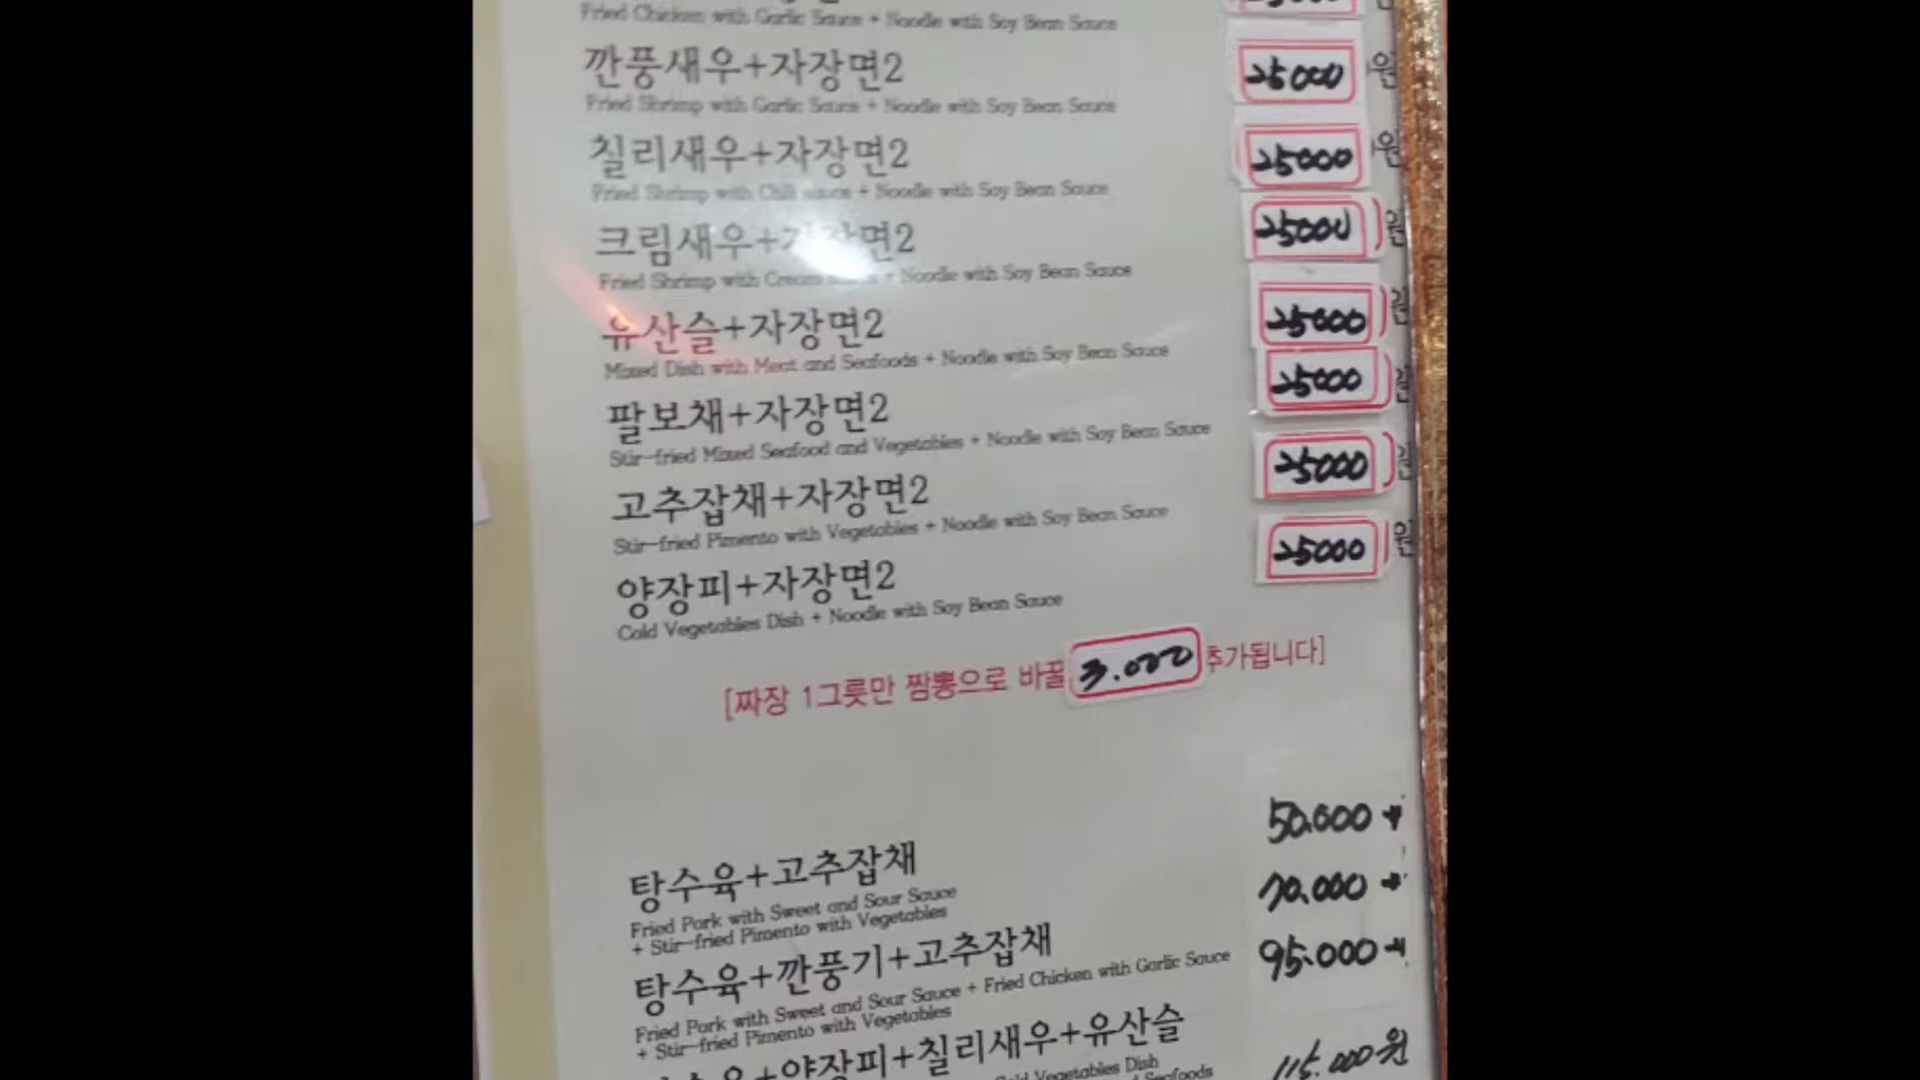 Fried Chicken with Garlic Sauce + Noodle with Soy Bean Sauce
깐풍새우+자장면2 25000 원
Fried Shrimp with Garlic Sauce + Noodle with Soy Bean Sauce
칠리새우+자장면2 25000 원
Fried Shrimp with Chili sauce + Noodle with Soy Bean Sauce
크림새우+자장면2 25000 원
Fried Shrimp with Cream + Noodle with Soy Bean Sauce
유산슬+자장면2 25000
Mixed Dish with Meat and Seafoods + Noodle with Soy Bean Sauce
팔보채+자장면2 25000
Stir-fried Mixed Seafood and Vegetables + Noodle with Soy Bean Sauce
고추잡채+자장면2 25000
Stir-fried Pimento with Vegetables + Noodle with Soy Bean Sauce
양장피+자장면2 25000 원
Cold Vegetables Dish + Noodle with Soy Bean Sauce
[짜장 1그릇만 짬뽕으로 바꿀 3.000 추가됩니다]
탕수육+고추잡채 50.000
Fried Pork with Sweet and Sour Sauce
+ Stir-fried Pimento with Vegetables
탕수육+깐풍기+고추잡채 70.000
Fried Pork with Sweet and Sour Sauce + Fried Chicken with Garlic Sauce
+ Stir-fried Pimento with Vegetables
95.000
+양장피+칠리새우+유산슬 115.000원
Cold Vegetables Dish
Seafoods